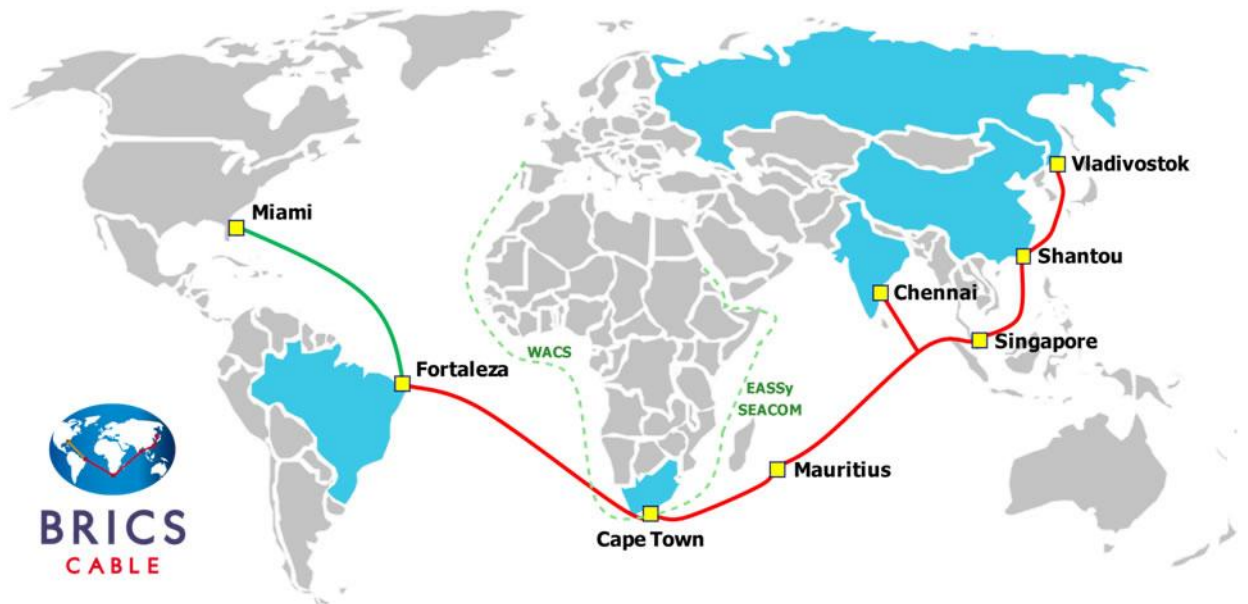 Vladivostok
Miami
Shantou
Chennai
Singapore
WACS
Fortaleza
EASSy
SEACOM
Mauritius
BRICS
CABLE
Cape Town